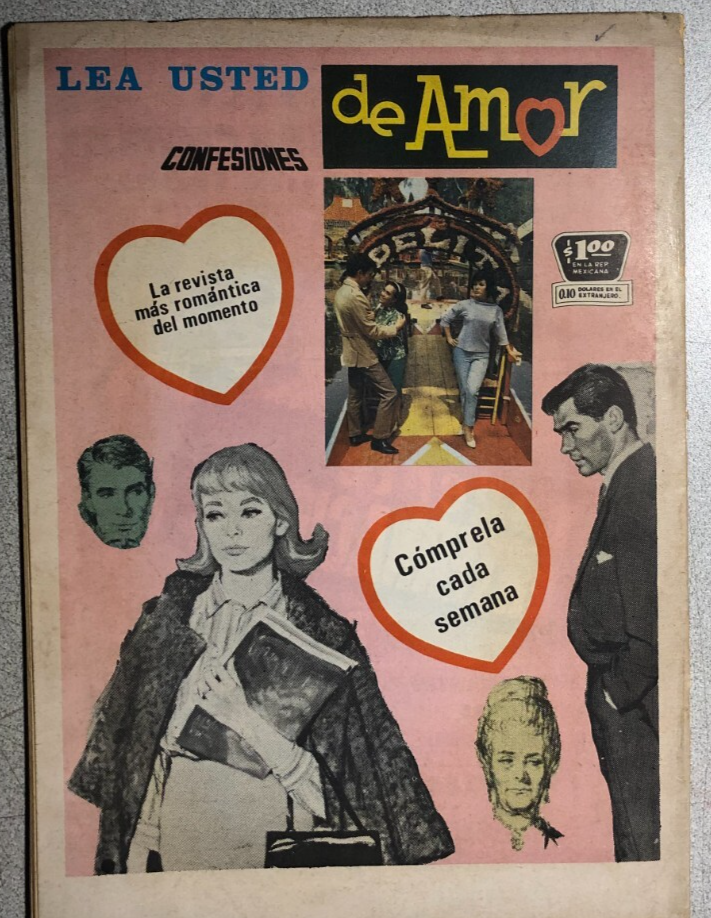 LEA USTED
de Amor
CONFESIONES
La revista
más romántica
del momento
$1.00
EN LA REP.
MEXICANA
0.10 DOLARES EN EL
EXTRANJERO.
Cómprela
cada
semana